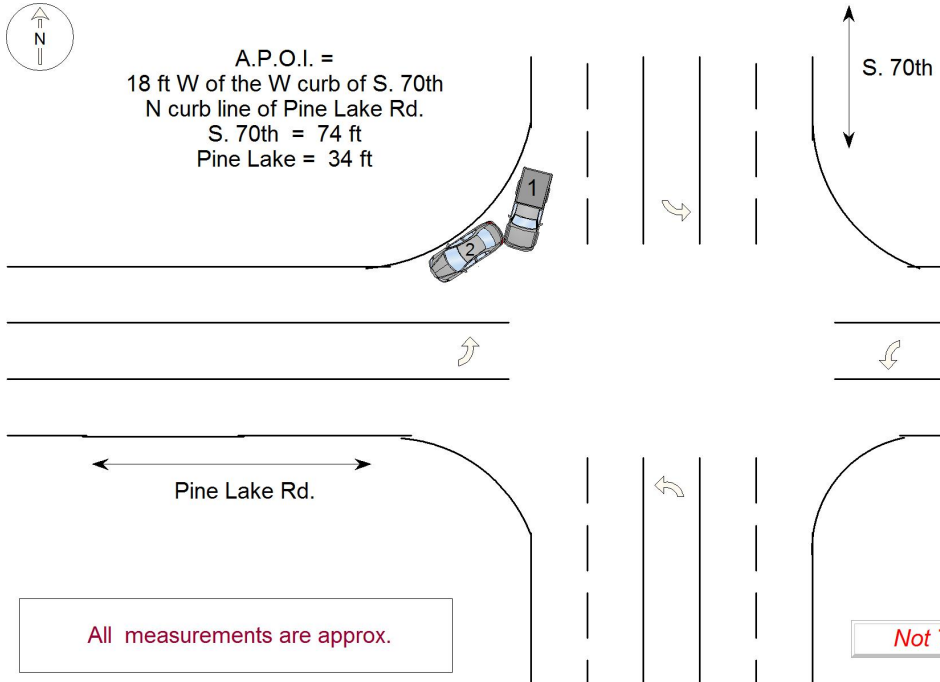 N
A.P.O.I. =
18 ft W of the W curb of S. 70th
N curb line of Pine Lake Rd.
S. 70th = 74 ft
Pine Lake = 34 ft
S. 70th
1
2
Pine Lake Rd.
All measurements are approx.
Not